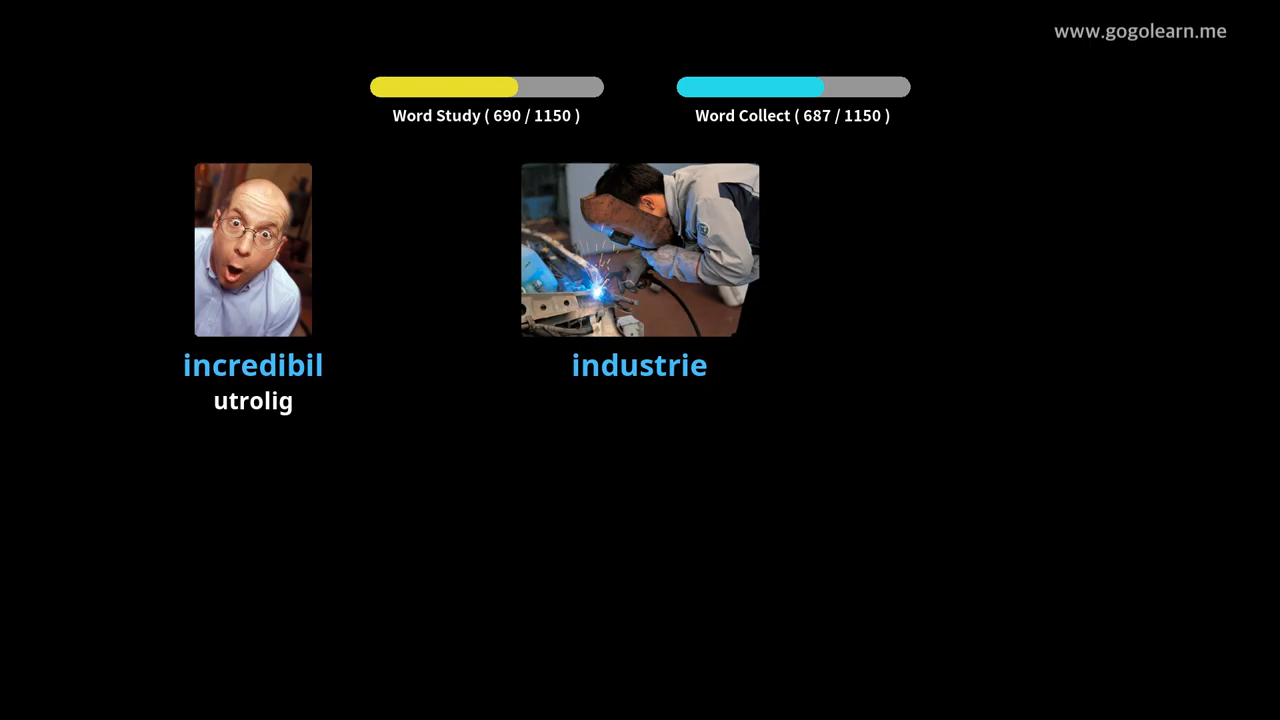 www.gogolearn.me
Word Study ( 690 / 1150 )
Word Collect ( 687 / 1150 )
incredibil
utrolig
industrie